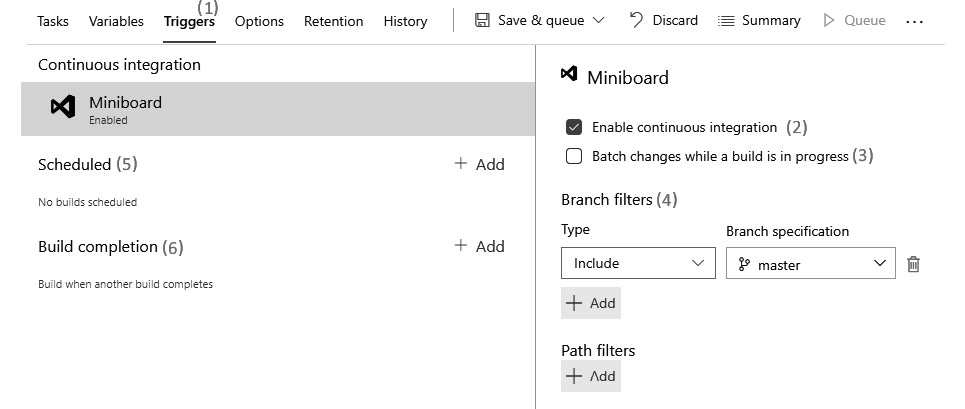 (1)
Tasks Variables Triggers Options Retention History Save & queue Discard Summary Queue ...
Continuous integration
Miniboard
Enabled
Scheduled (5) + Add
No builds scheduled
Build completion (6) + Add
Build when another build completes
Miniboard
Enable continuous integration (2)
Batch changes while a build is in progress (3)
Branch filters (4)
Type Branch specification
Include master
+ Add
Path filters
+ Add